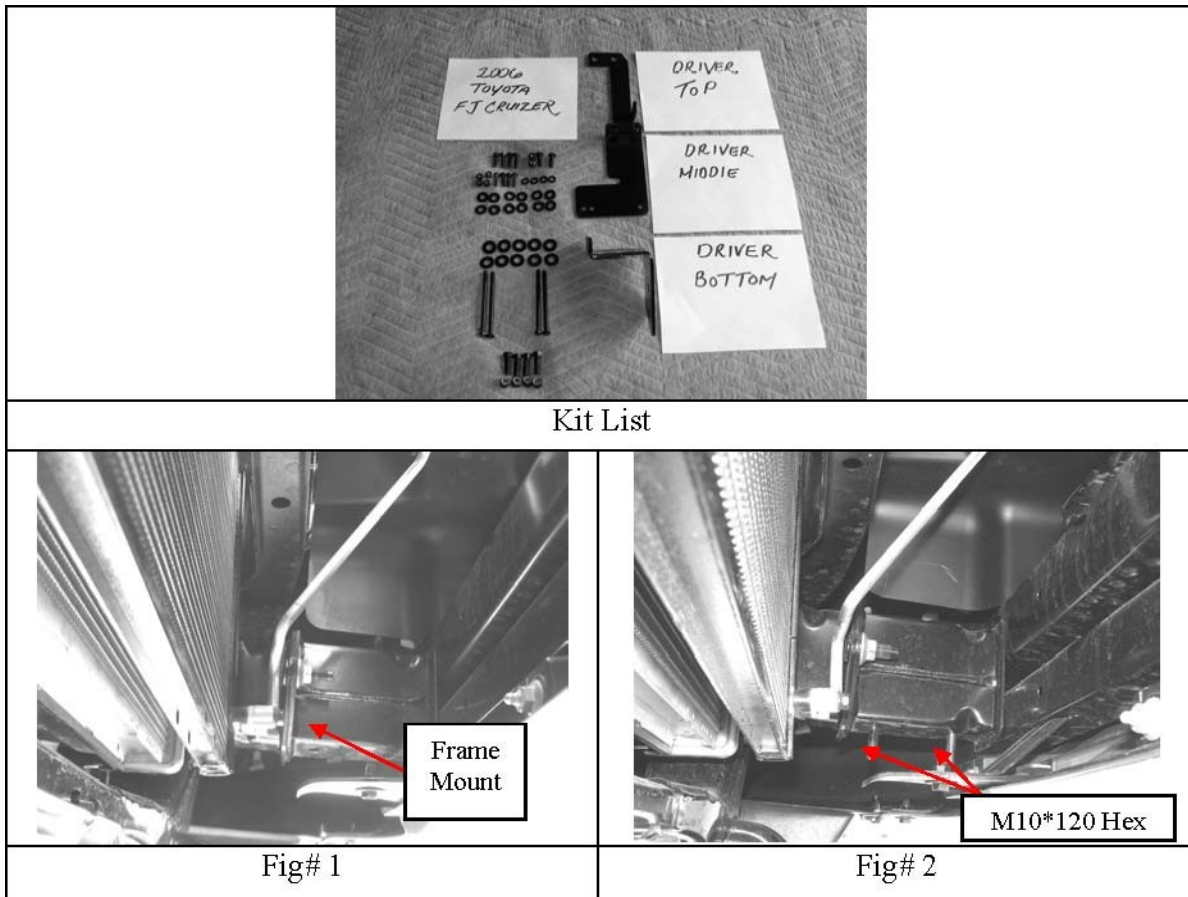 2006
TOYOTA
FJ CRUIZER
DRIVER
TOP
DRIVER
MIDDIE
DRIVER
BOTTOM
Kit List
Frame
Mount
M10*120 Hex
Fig# 1
Fig# 2